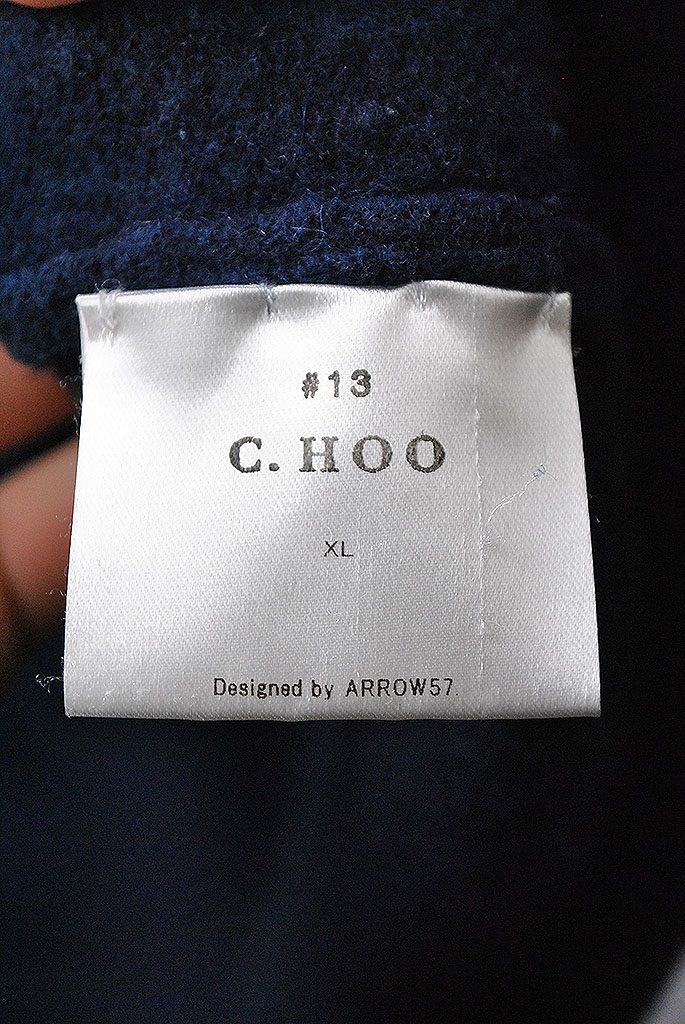 #13
C. HOO
XL
Designed by ARROW57.